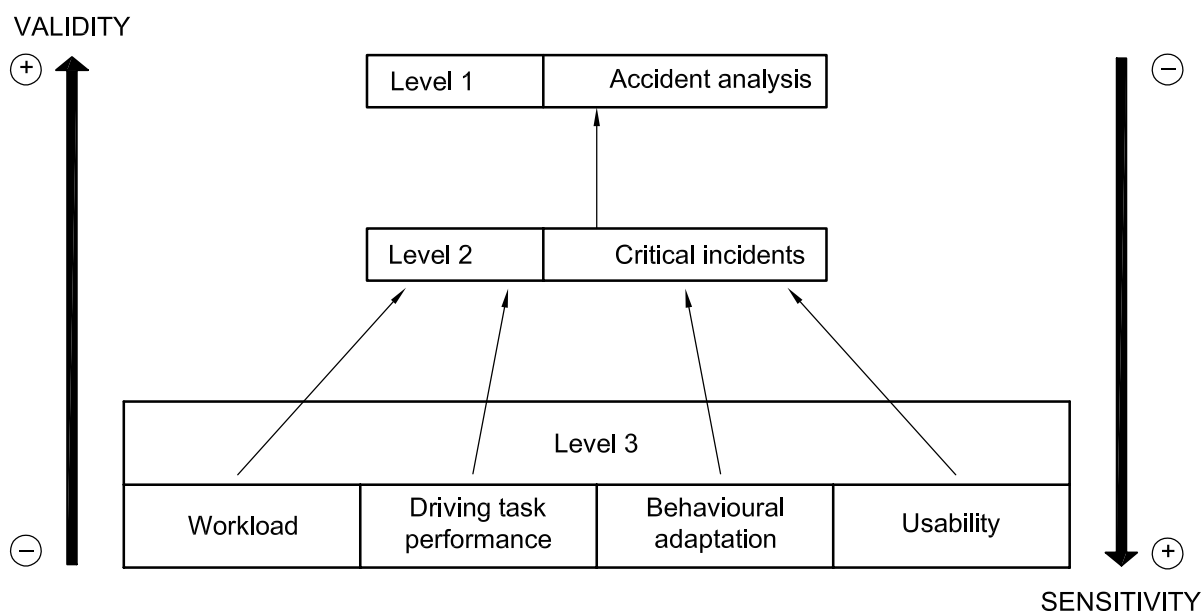 VALIDITY
+
−
Level 1
Accident analysis
Level 2
Critical incidents
Level 3
Workload
Driving task
performance
Behavioural
adaptation
Usability
−
+
SENSITIVITY